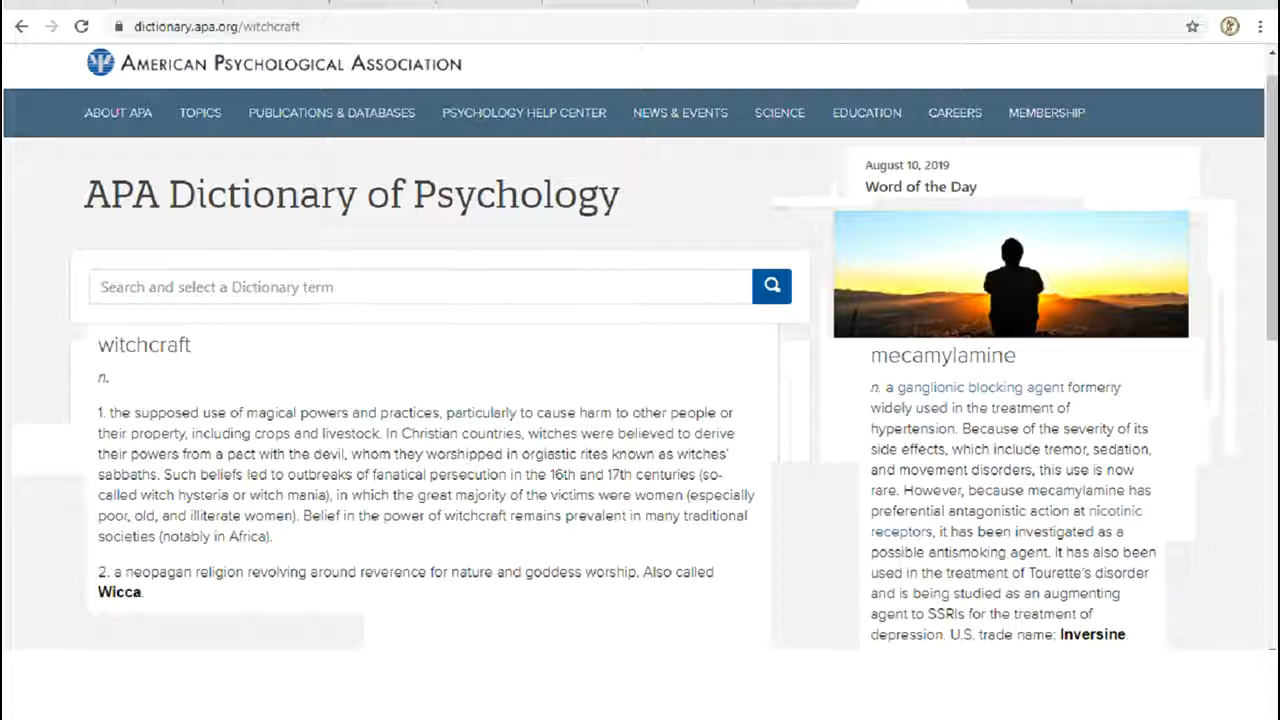 dictionary.apa.org/witchcraft
AMERICAN PSYCHOLOGICAL ASSOCIATION
ABOUT APA TOPICS PUBLICATIONS & DATABASES PSYCHOLOGY HELP CENTER NEWS & EVENTS SCIENCE EDUCATION CAREERS MEMBERSHIP
APA Dictionary of Psychology
Search and select a Dictionary term
witchcraft
n.
1. the supposed use of magical powers and practices, particularly to cause harm to other people or
their property, including crops and livestock. In Christian countries, witches were believed to derive
their powers from a pact with the devil, whom they worshipped in orgiastic rites known as witches’
sabbaths. Such beliefs led to outbreaks of fanatical persecution in the 16th and 17th centuries (so-
called witch hysteria or witch mania), in which the great majority of the victims were women (especially
poor, old, and illiterate women). Belief in the power of witchcraft remains prevalent in many traditional
societies (notably in Africa).
2. a neopagan religion revolving around reverence for nature and goddess worship. Also called
Wicca.
August 10, 2019
Word of the Day
mecamylamine
n. a ganglionic blocking agent formerly
widely used in the treatment of
hypertension. Because of the severity of its
side effects, which include tremor, sedation,
and movement disorders, this use is now
rare. However, because mecamylamine has
preferential antagonistic action at nicotinic
receptors, it has been investigated as a
possible antismoking agent. It has also been
used in the treatment of Tourette’s disorder
and is being studied as an augmenting
agent to SSRIs for the treatment of
depression. U.S. trade name: Inversine.